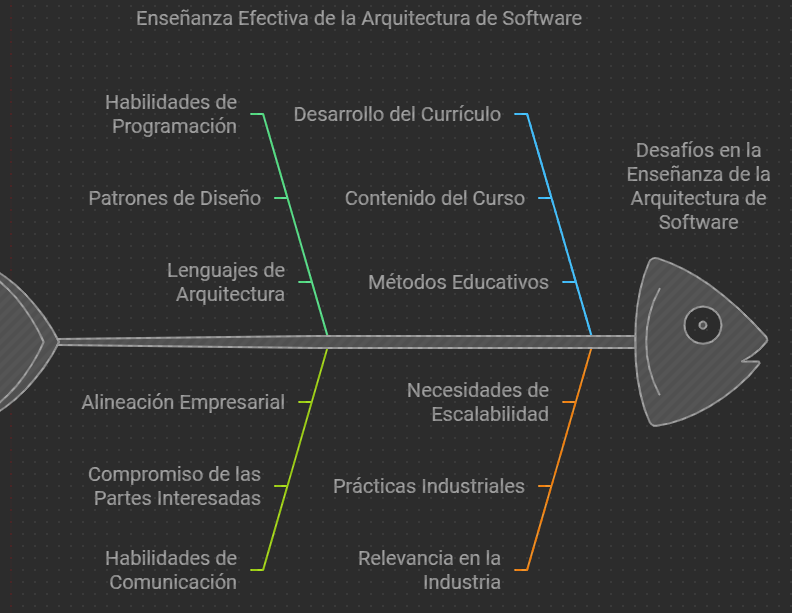 Enseñanza Efectiva de la Arquitectura de Software
Habilidades de
Programación
Patrones de Diseño
Lenguajes de
Arquitectura
Desarrollo del Currículo
Contenido del Curso
Métodos Educativos
Desafíos en la
Enseñanza de la
Arquitectura de
Software
Alineación Empresarial
Compromiso de las
Partes Interesadas
Habilidades de
Comunicación
Necesidades de
Escalabilidad
Prácticas Industriales
Relevancia en la
Industria